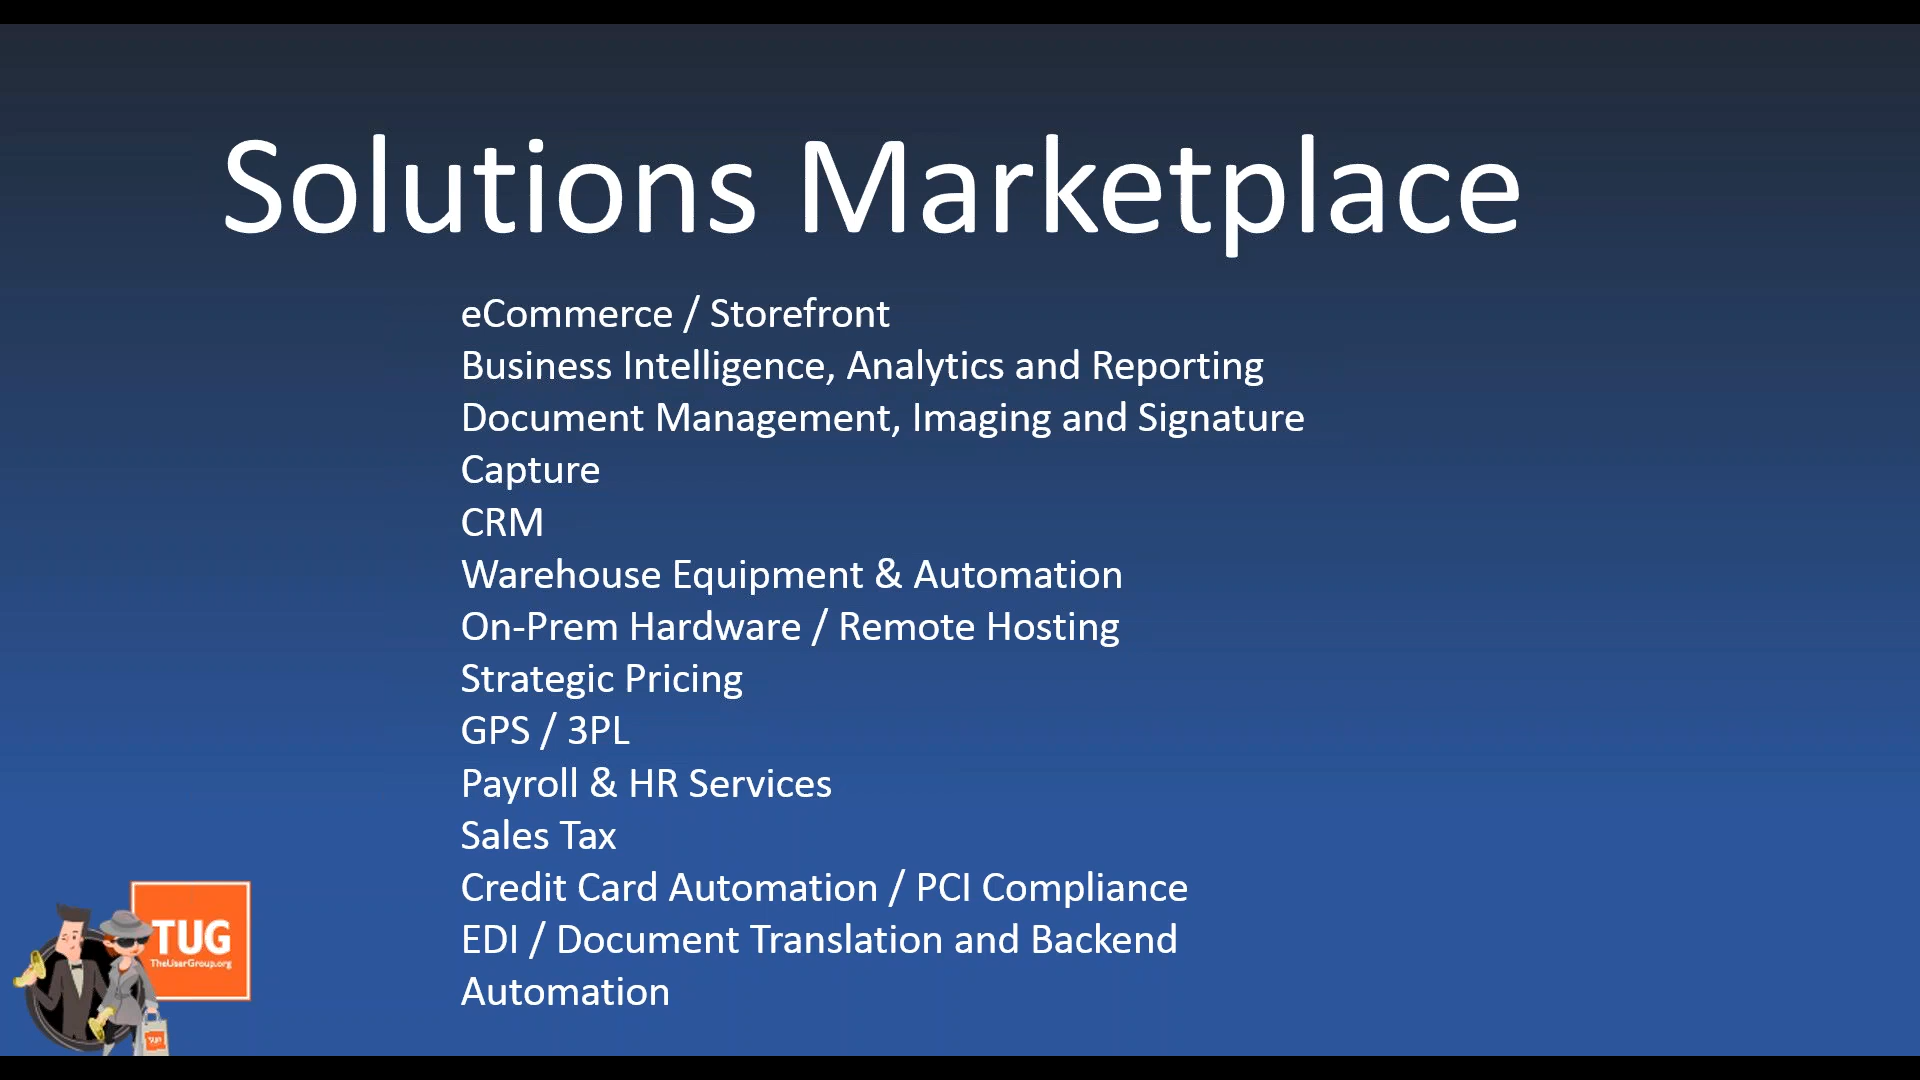 Solutions Marketplace
eCommerce / Storefront
Business Intelligence, Analytics and Reporting
Document Management, Imaging and Signature
Capture
CRM
Warehouse Equipment & Automation
On-Prem Hardware / Remote Hosting
Strategic Pricing
GPS / 3PL
Payroll & HR Services
Sales Tax
Credit Card Automation / PCI Compliance
EDI / Document Translation and Backend
Automation
TUG
TheUserGroup.org
TUG